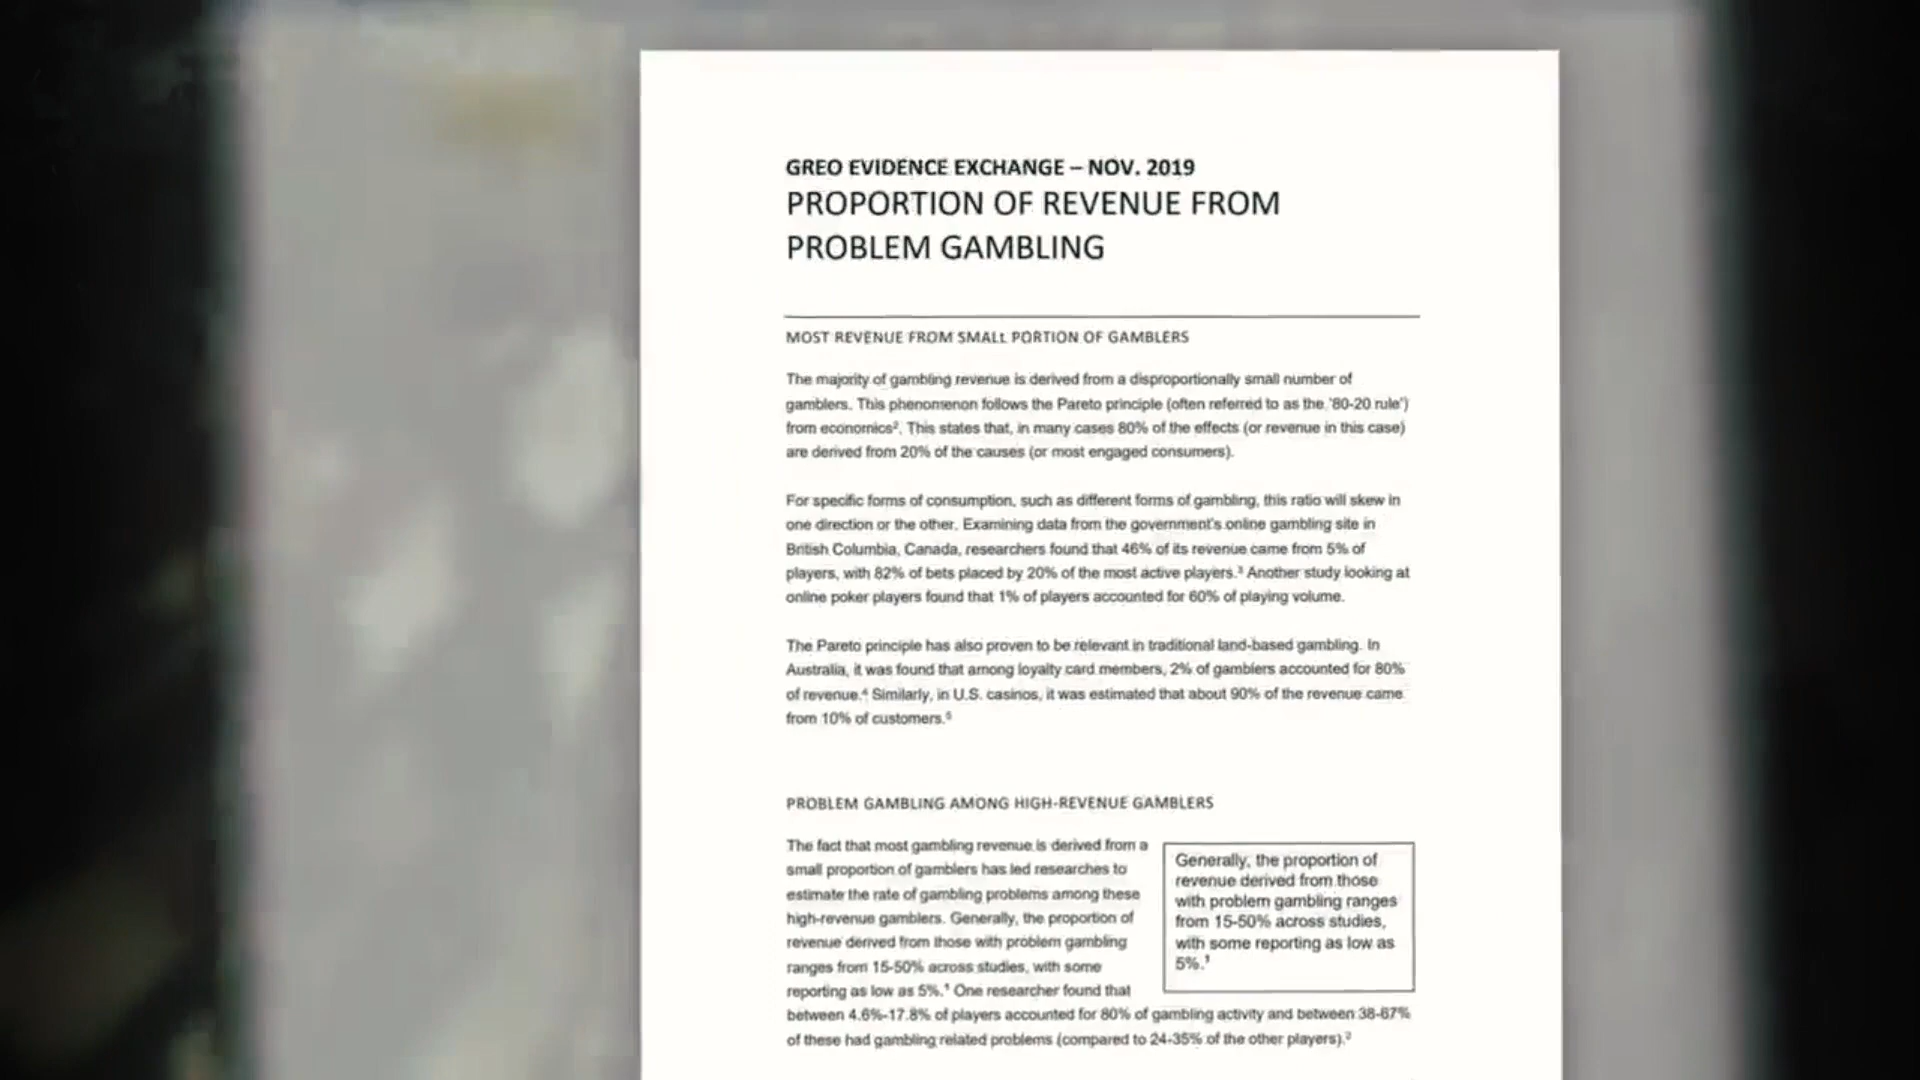 GREO EVIDENCE EXCHANGE – NOV. 2019
PROPORTION OF REVENUE FROM
PROBLEM GAMBLING
MOST REVENUE FROM SMALL PORTION OF GAMBLERS
The majority of gambling revenue is derived from a disproportionally small number of
gamblers. This phenomenon follows the Pareto principle (often referred to as the '80-20 rule')
from economics². This states that, in many cases 80% of the effects (or revenue in this case)
are derived from 20% of the causes (or most engaged consumers).
For specific forms of consumption, such as different forms of gambling, this ratio will skew in
one direction or the other. Examining data from the government's online gambling site in
British Columbia, Canada, researchers found that 46% of its revenue came from 5% of
players, with 82% of bets placed by 20% of the most active players.³ Another study looking at
online poker players found that 1% of players accounted for 60% of playing volume.
The Pareto principle has also proven to be relevant in traditional land-based gambling. In
Australia, it was found that among loyalty card members, 2% of gamblers accounted for 80%
of revenue.⁴ Similarly, in U.S. casinos, it was estimated that about 90% of the revenue came
from 10% of customers.⁵
PROBLEM GAMBLING AMONG HIGH-REVENUE GAMBLERS
The fact that most gambling revenue is derived from a
small proportion of gamblers has led researches to
estimate the rate of gambling problems among these
high-revenue gamblers. Generally, the proportion of
revenue derived from those with problem gambling
ranges from 15-50% across studies, with some
reporting as low as 5%.¹ One researcher found that
between 4.6%-17.8% of players accounted for 80% of gambling activity and between 38-67%
of these had gambling related problems (compared to 24-35% of the other players).²
Generally, the proportion of
revenue derived from those
with problem gambling ranges
from 15-50% across studies,
with some reporting as low as
5%.¹